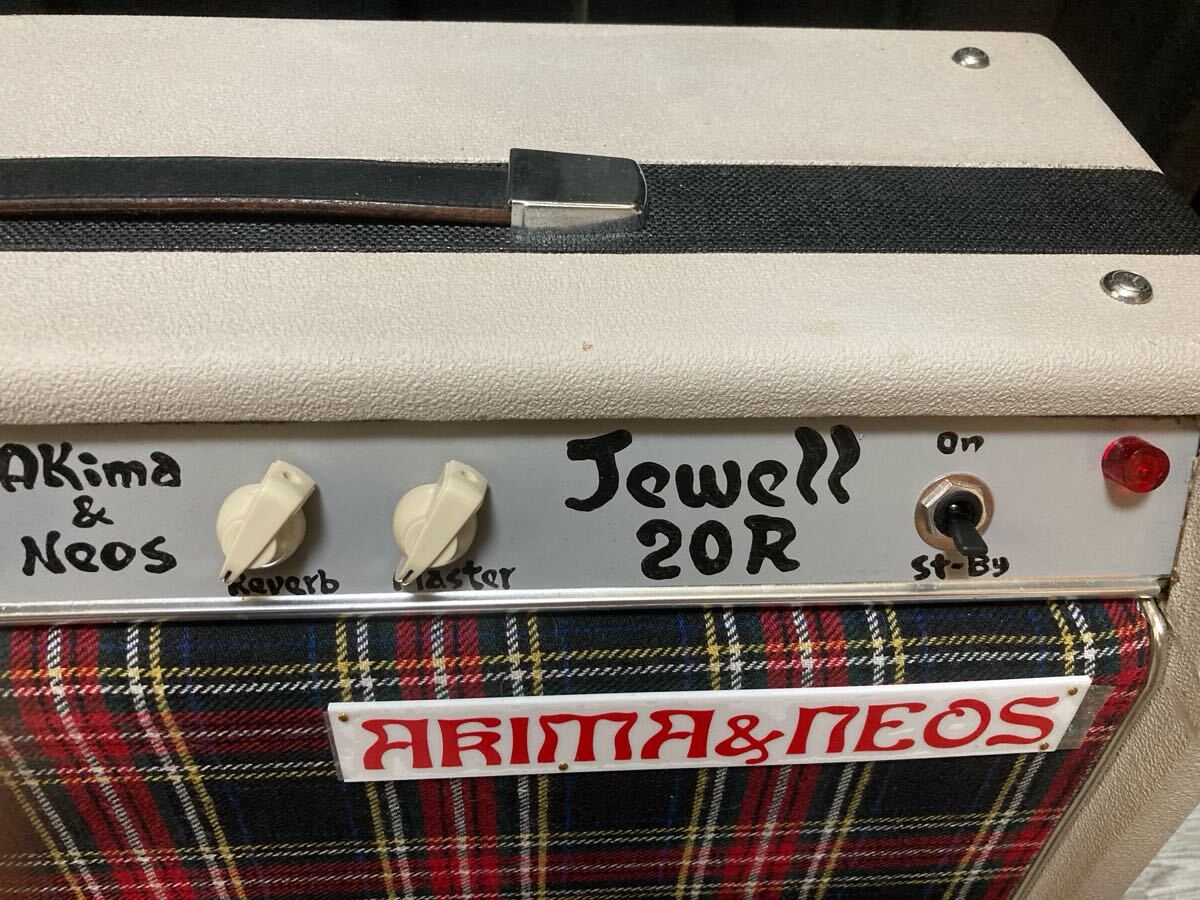 AKima
&
Neos
Reverb
Master
Jewell
20R
On
St-By
AKIMA&NEOS